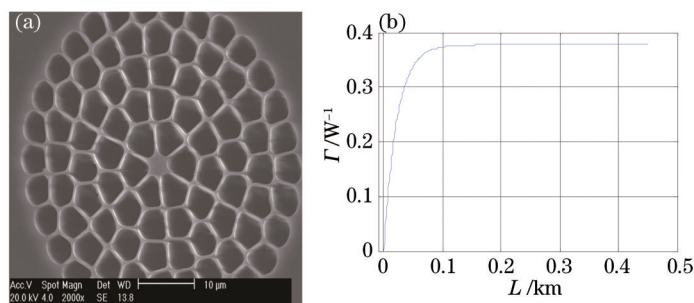 (a)
Acc.V Spot Magn Det WD 10 μm
20.0 kV 4.0 2000x SE 13.8
(b)
Γ /W⁻¹
0.4
0.3
0.2
0.1
0
0 0.1 0.2 0.3 0.4 0.5
L /km